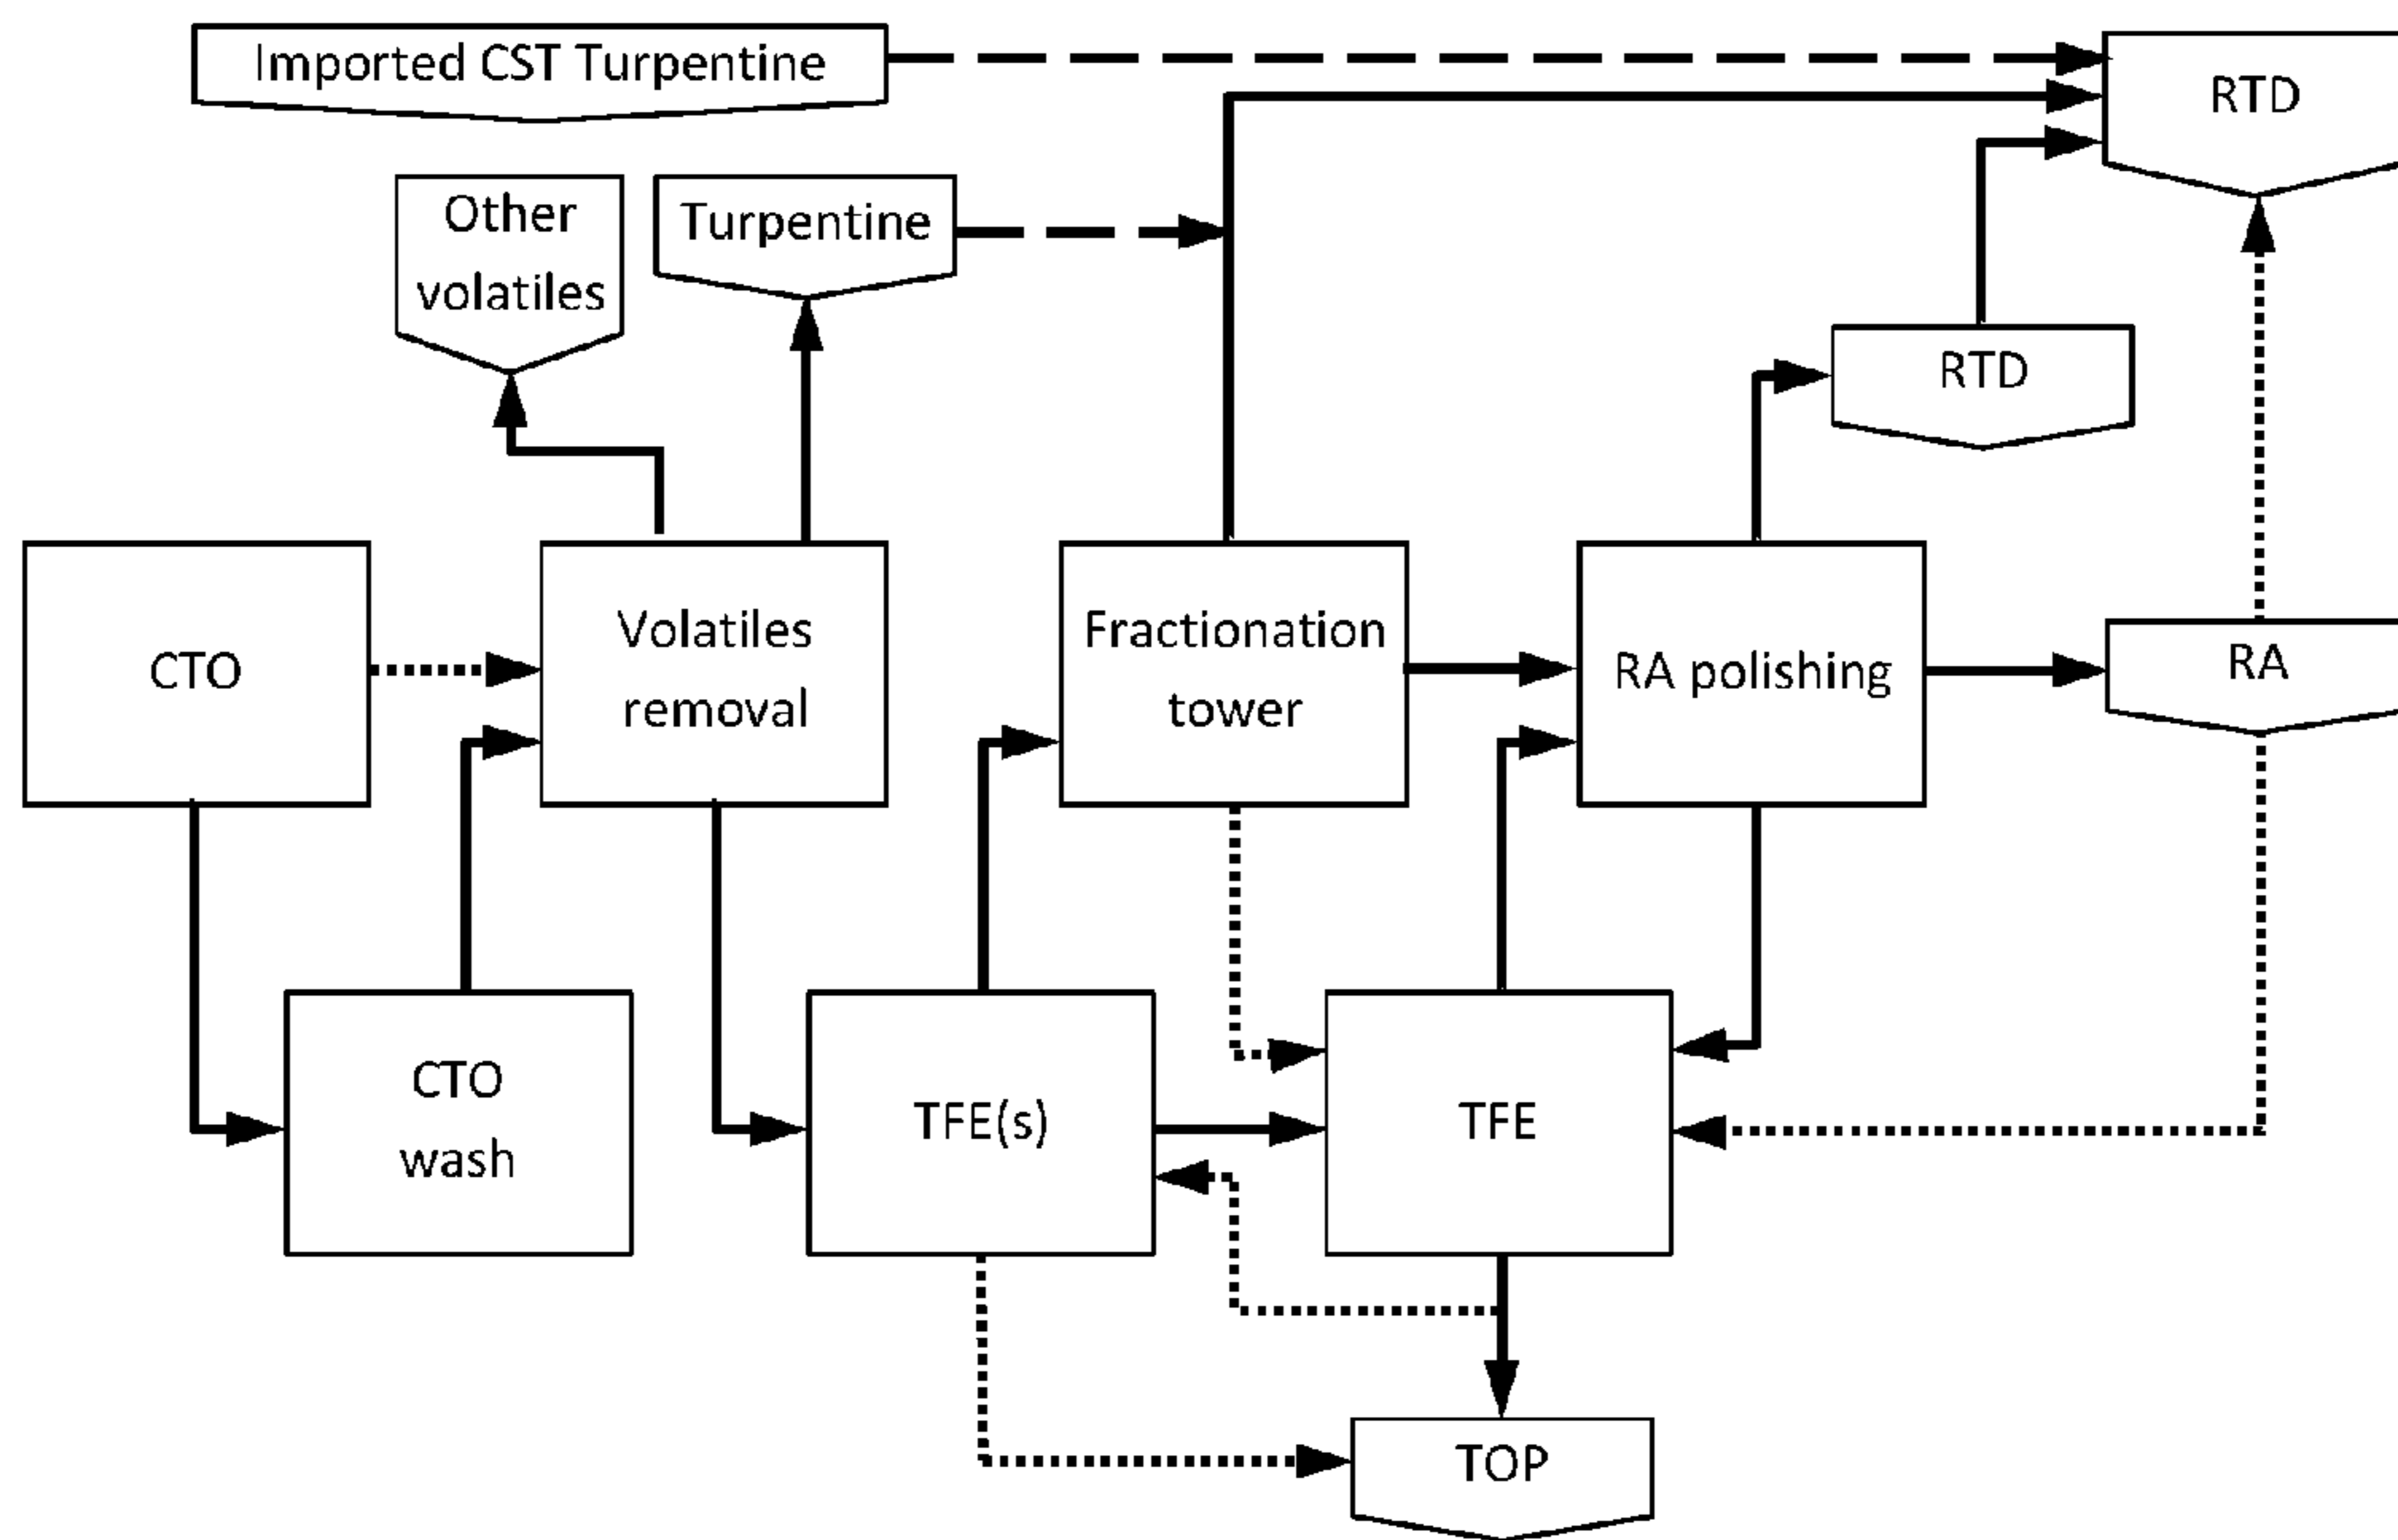 Imported CST Turpentine
RTD
Other
volatiles
Turpentine
RTD
CTO
Volatiles
removal
Fractionation
tower
RA polishing
RA
CTO
wash
TFE(s)
TFE
TOP